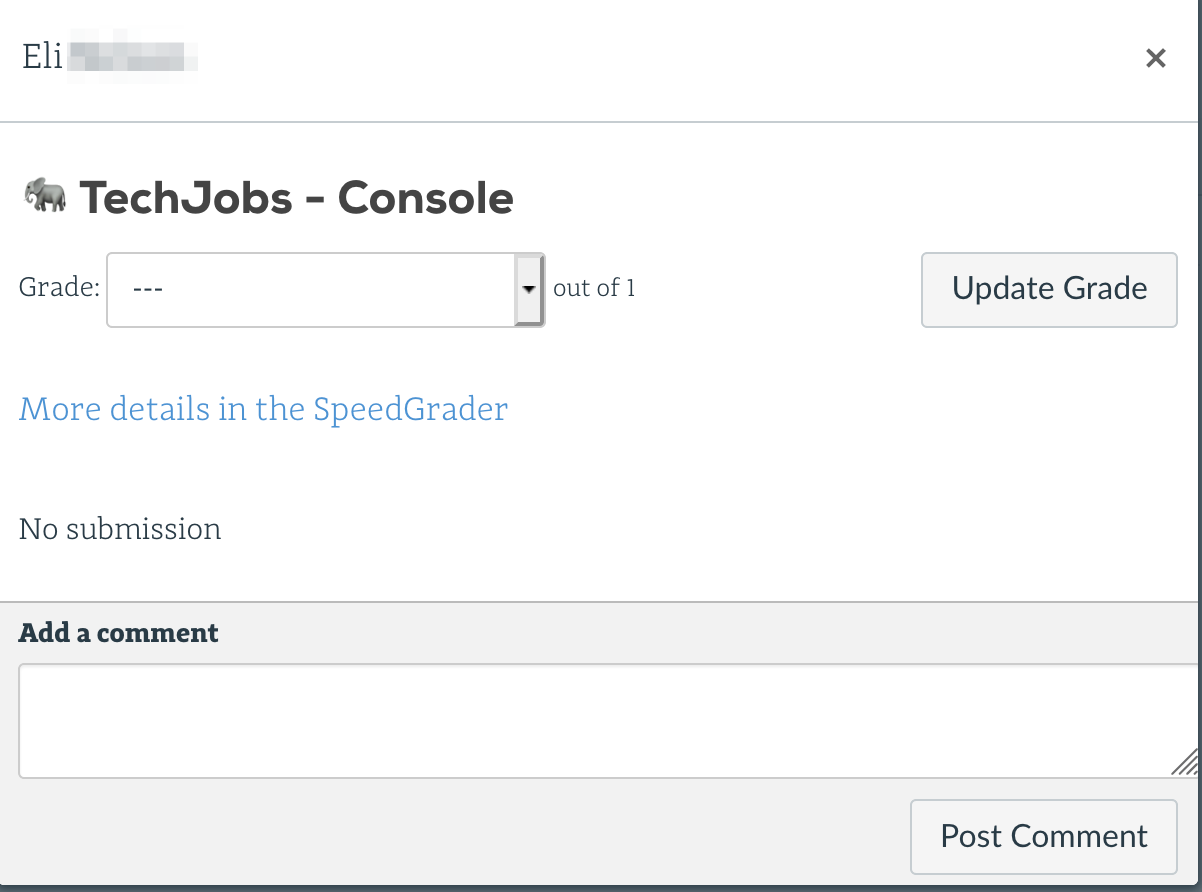 Eli
TechJobs - Console
Grade: --- out of 1 Update Grade
More details in the SpeedGrader
No submission
Add a comment
Post Comment